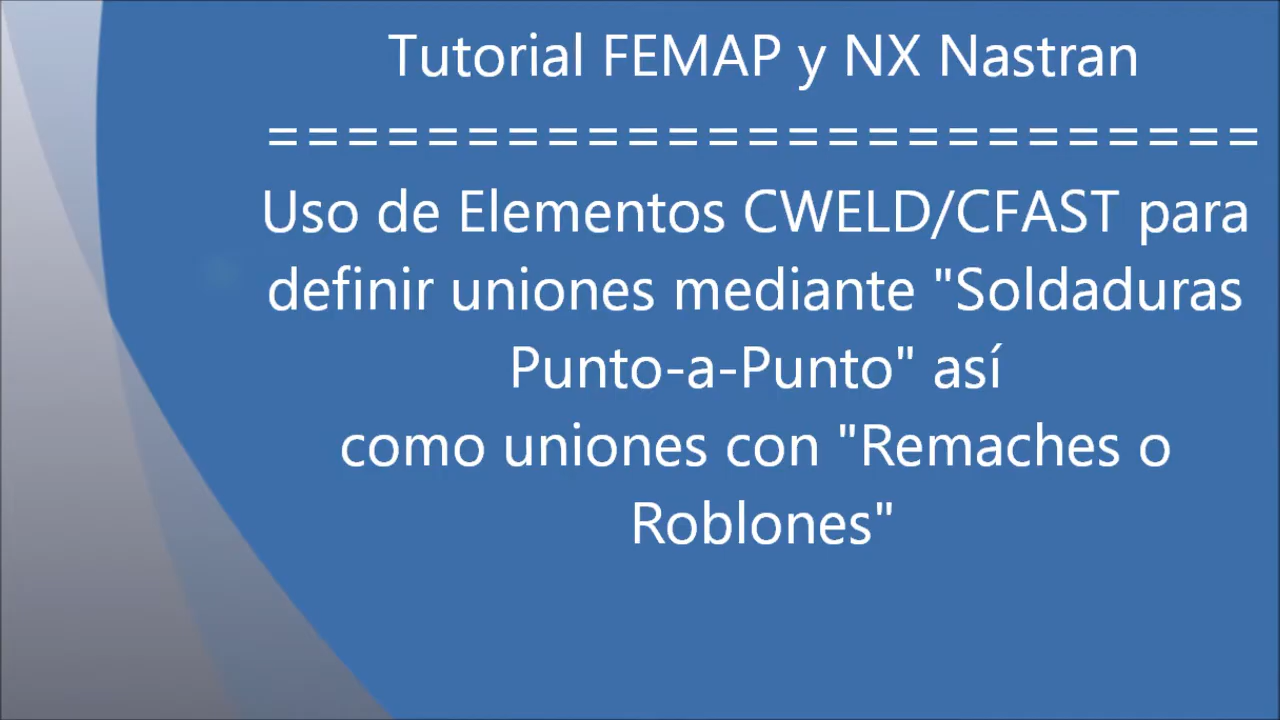 Tutorial FEMAP y NX Nastran
=========================
Uso de Elementos CWELD/CFAST para
definir uniones mediante "Soldaduras
Punto-a-Punto" así
como uniones con "Remaches o
Roblones"